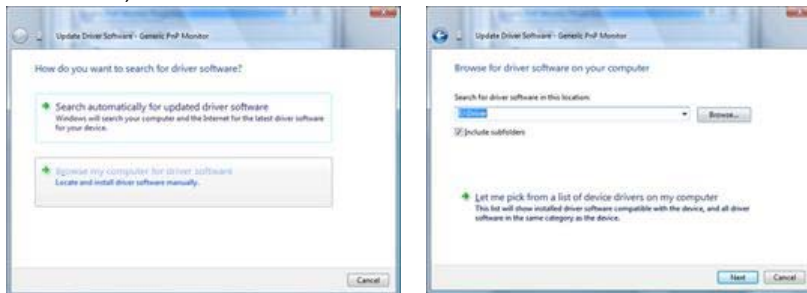 Update Driver Software - Generic PnP Monitor
How do you want to search for driver software?
Search automatically for updated driver software
Windows will search your computer and the Internet for the latest driver software
for your device.
Browse my computer for driver software
Locate and install driver software manually.
Cancel
Update Driver Software - Generic PnP Monitor
Browse for driver software on your computer
Search for driver software in this location:
Browse...
Include subfolders
Let me pick from a list of device drivers on my computer
This list will show installed driver software compatible with the device, and all driver
software in the same category as the device.
Next
Cancel